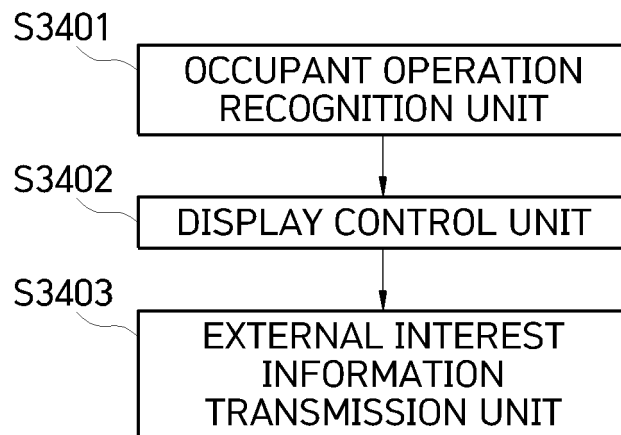 S3401
OCCUPANT OPERATION
RECOGNITION UNIT
S3402
DISPLAY CONTROL UNIT
S3403
EXTERNAL INTEREST
INFORMATION
TRANSMISSION UNIT